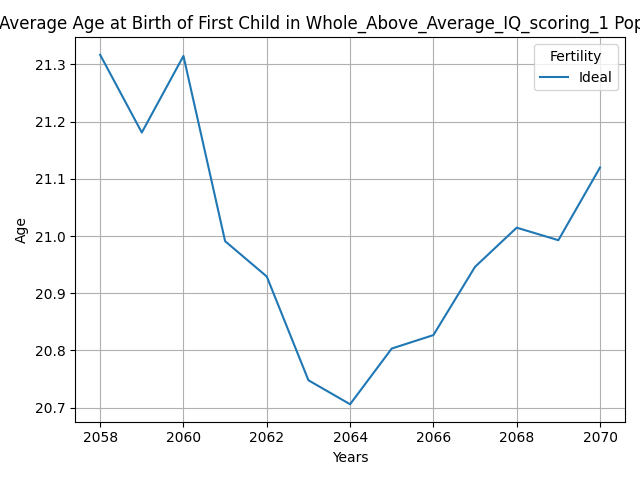 Average Age at Birth of First Child in Whole_Above_Average_IQ_scoring_1 Pop
Fertility
Ideal
21.3
21.2
21.1
21.0
20.9
20.8
20.7
Age
2058 2060 2062 2064 2066 2068 2070
Years